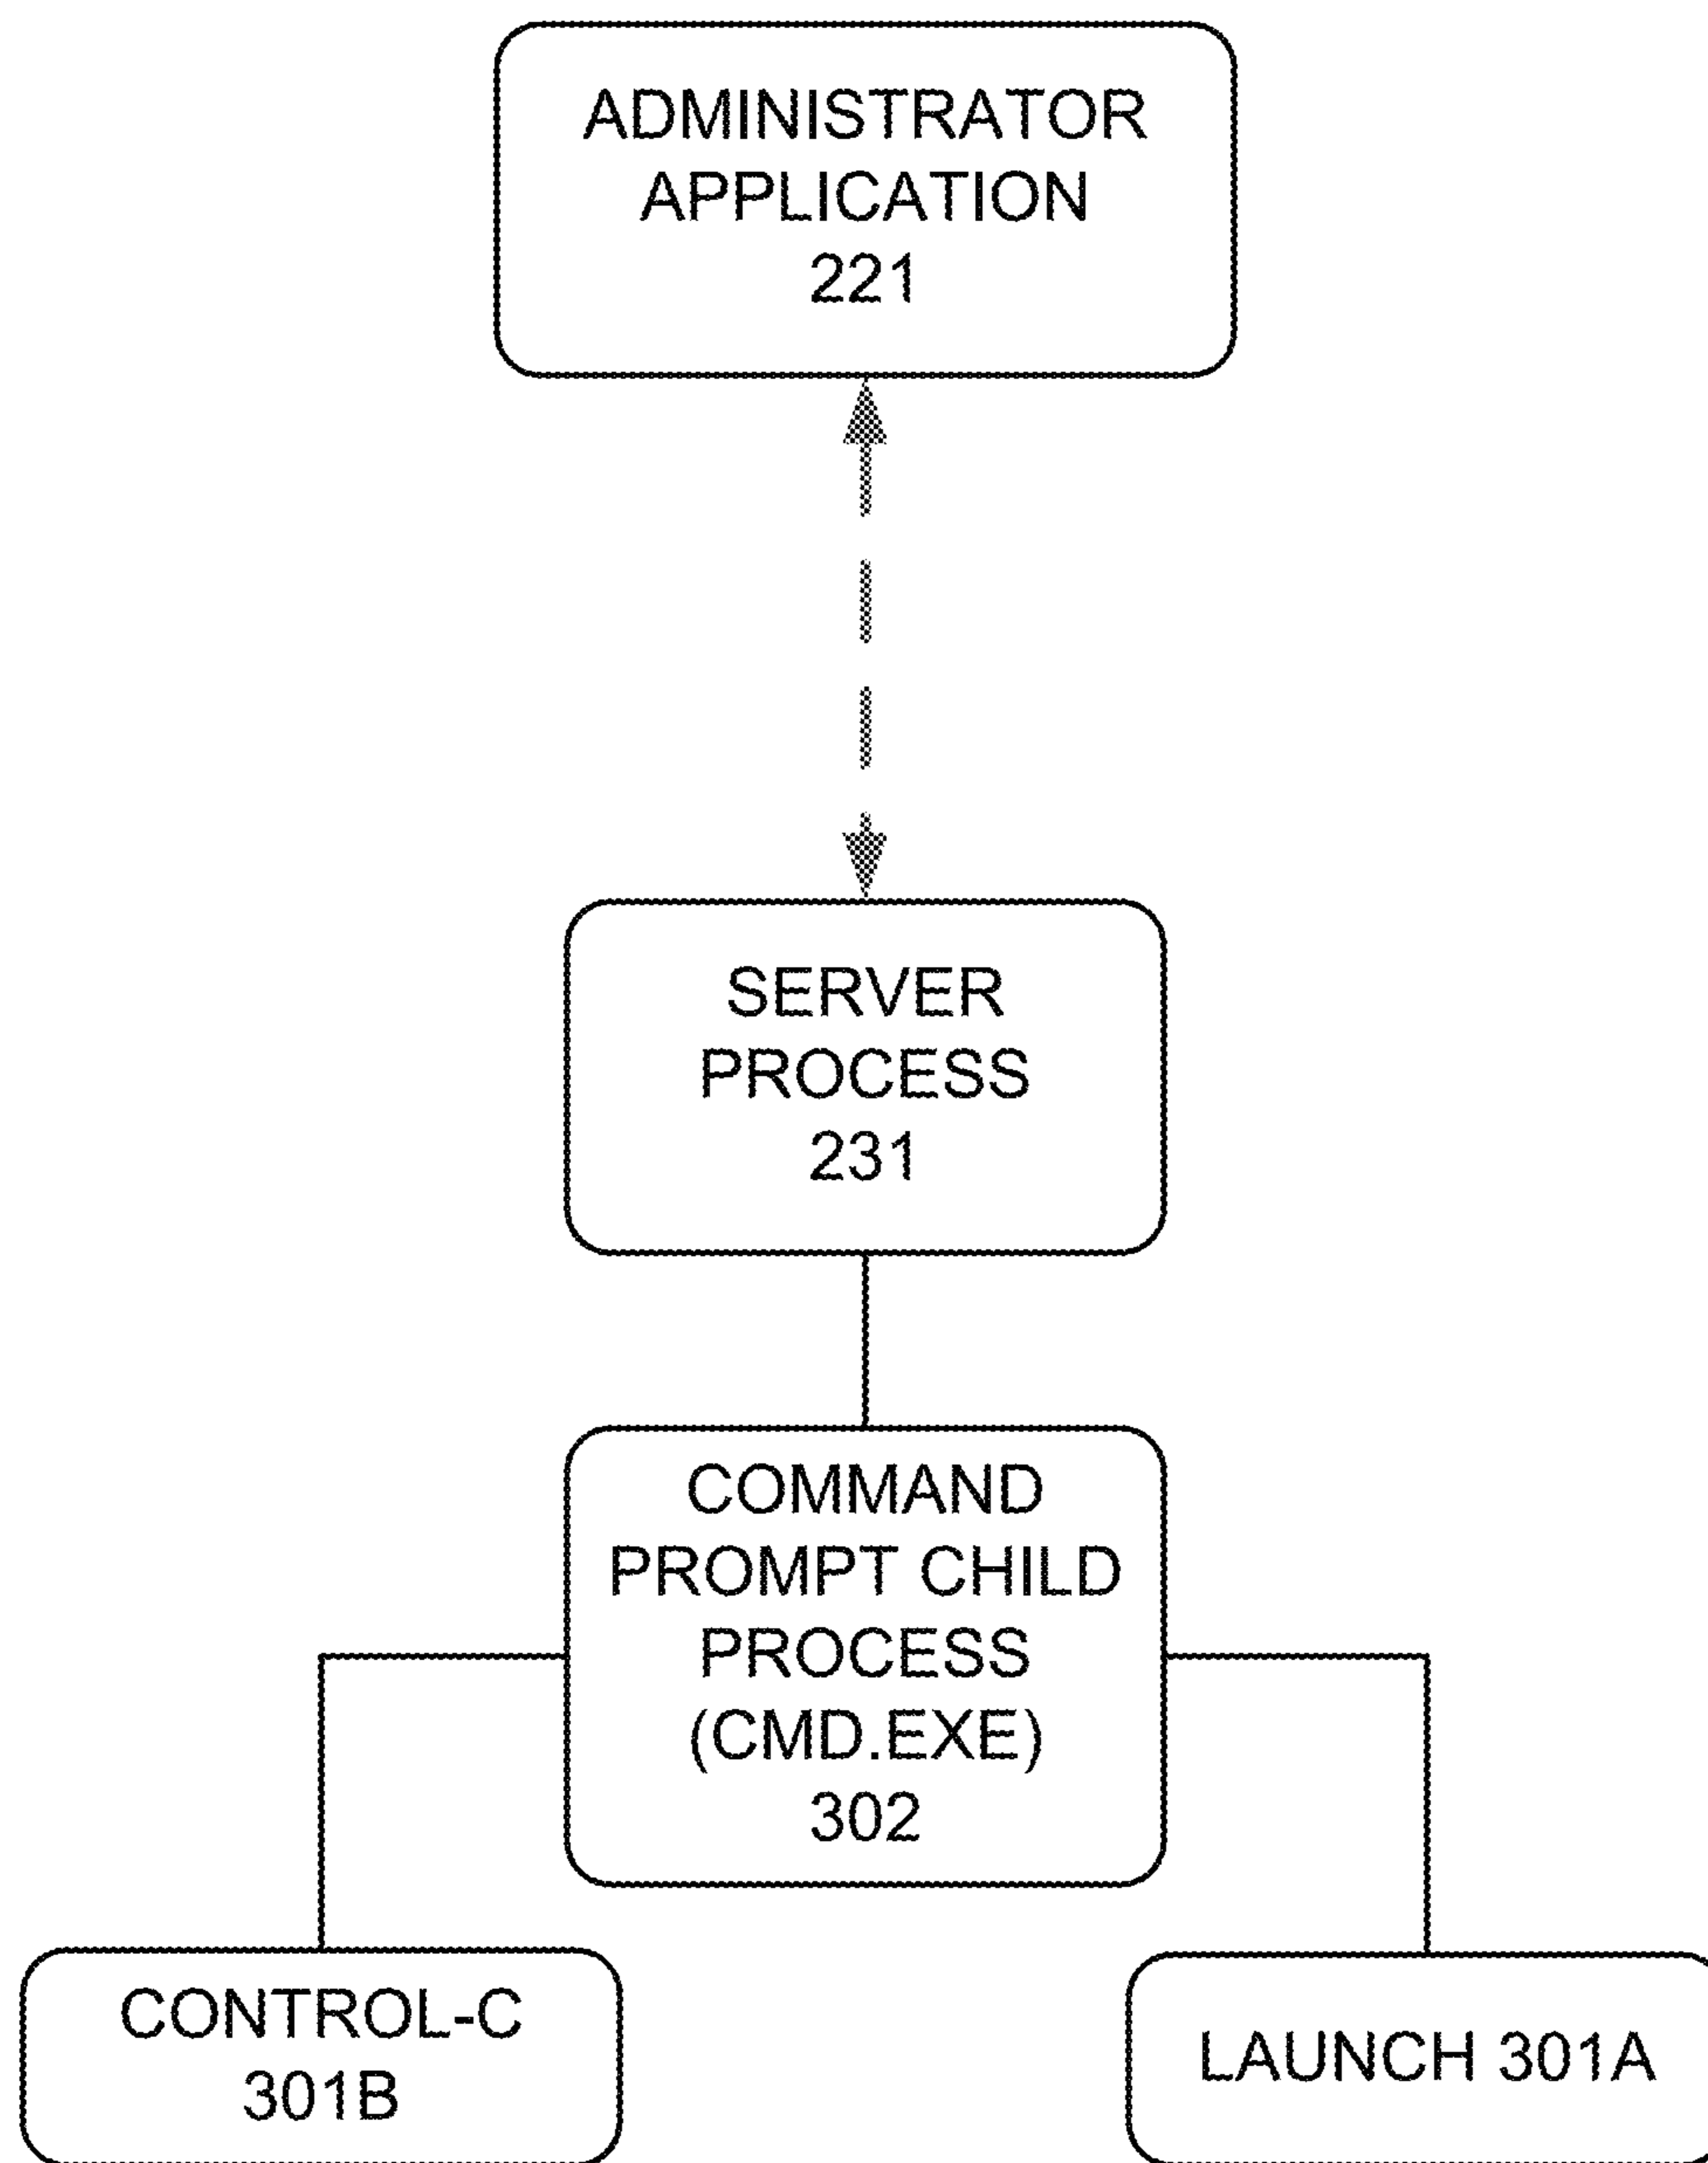 ADMINISTRATOR
APPLICATION
221
SERVER
PROCESS
231
COMMAND
PROMPT CHILD
PROCESS
(CMD.EXE)
302
CONTROL-C
301B
LAUNCH 301A